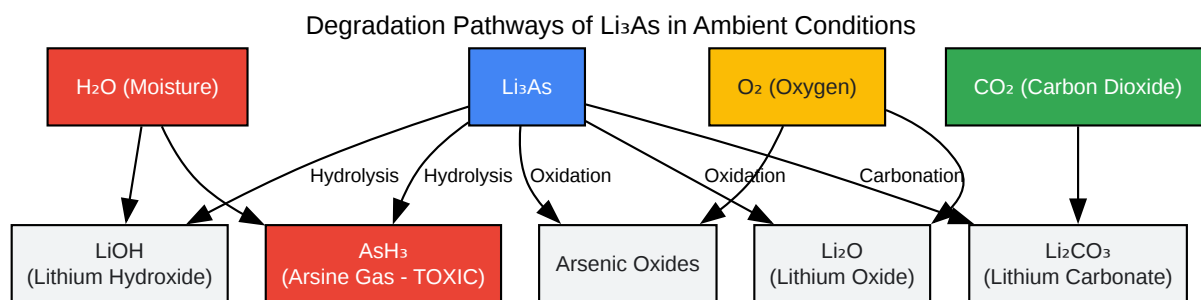 Degradation Pathways of Li₃As in Ambient Conditions
H₂O (Moisture)
Li₃As
O₂ (Oxygen)
CO₂ (Carbon Dioxide)
Hydrolysis
Hydrolysis
Oxidation
Oxidation
Carbonation
LiOH
(Lithium Hydroxide)
AsH₃
(Arsine Gas - TOXIC)
Arsenic Oxides
Li₂O
(Lithium Oxide)
Li₂CO₃
(Lithium Carbonate)